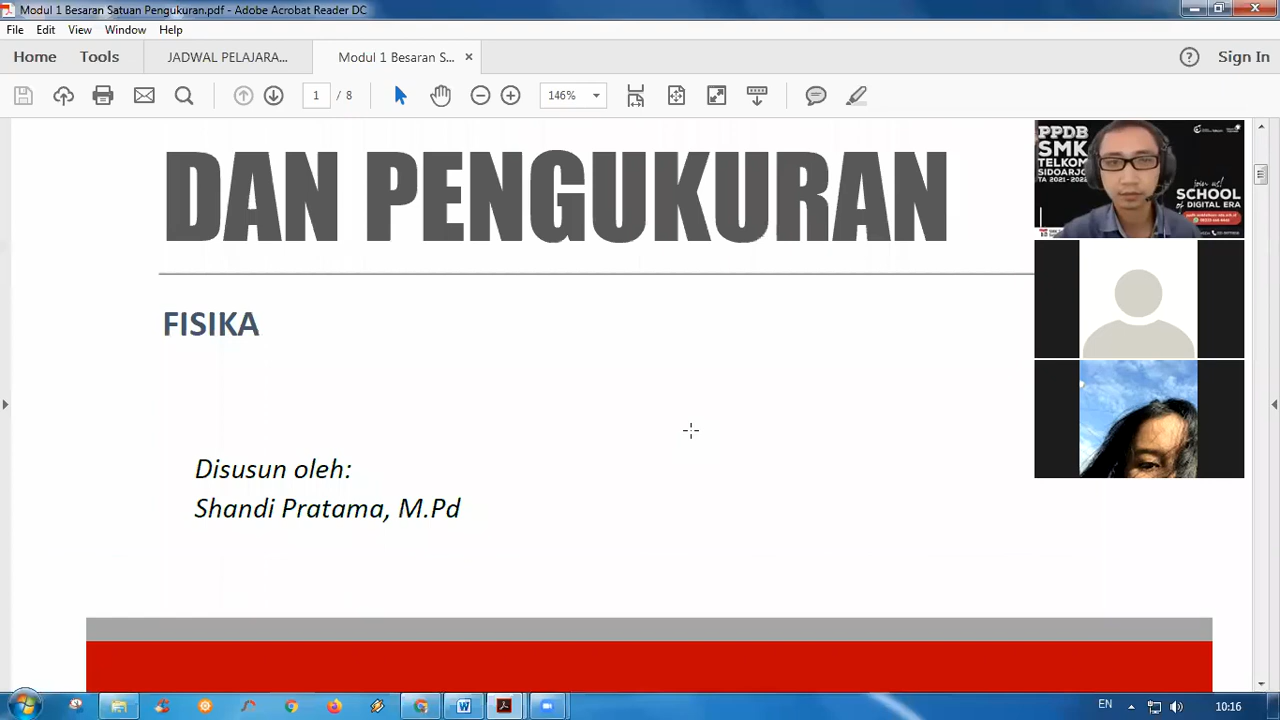 Modul 1 Besaran Satuan Pengukuran.pdf - Adobe Acrobat Reader DC
File Edit View Window Help
Home Tools JADWAL PELAJARA... Modul 1 Besaran S... Sign In
1 / 8 146%
DAN PENGUKURAN
FISIKA
Disusun oleh:
Shandi Pratama, M.Pd
PPDB
SMK
TELKOM
SIDOARJO
join us!
SCHOOL
of DIGITAL ERA
EN 10:16